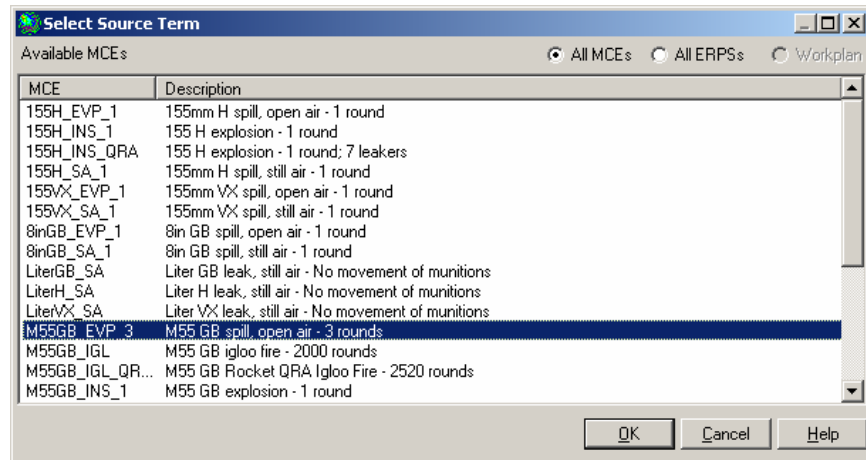 Select Source Term
Available MCEs All MCEs All ERPSs Workplan
MCE Description
155H_EVP_1 155mm H spill, open air - 1 round
155H_INS_1 155 H explosion - 1 round
155H_INS_QRA 155 H explosion - 1 round; 7 leakers
155H_SA_1 155mm H spill, still air - 1 round
155VX_EVP_1 155mm VX spill, open air - 1 round
155VX_SA_1 155mm VX spill, still air - 1 round
8inGB_EVP_1 8in GB spill, open air - 1 round
8inGB_SA_1 8in GB spill, still air - 1 round
LiterGB_SA Liter GB leak, still air - No movement of munitions
LiterH_SA Liter H leak, still air - No movement of munitions
LiterVX_SA Liter VX leak, still air - No movement of munitions
M55GB_EVP_3 M55 GB spill, open air - 3 rounds
M55GB_IGL M55 GB igloo fire - 2000 rounds
M55GB_IGL_QR... M55 GB Rocket QRA Igloo Fire - 2520 rounds
M55GB_INS_1 M55 GB explosion - 1 round
OK Cancel Help